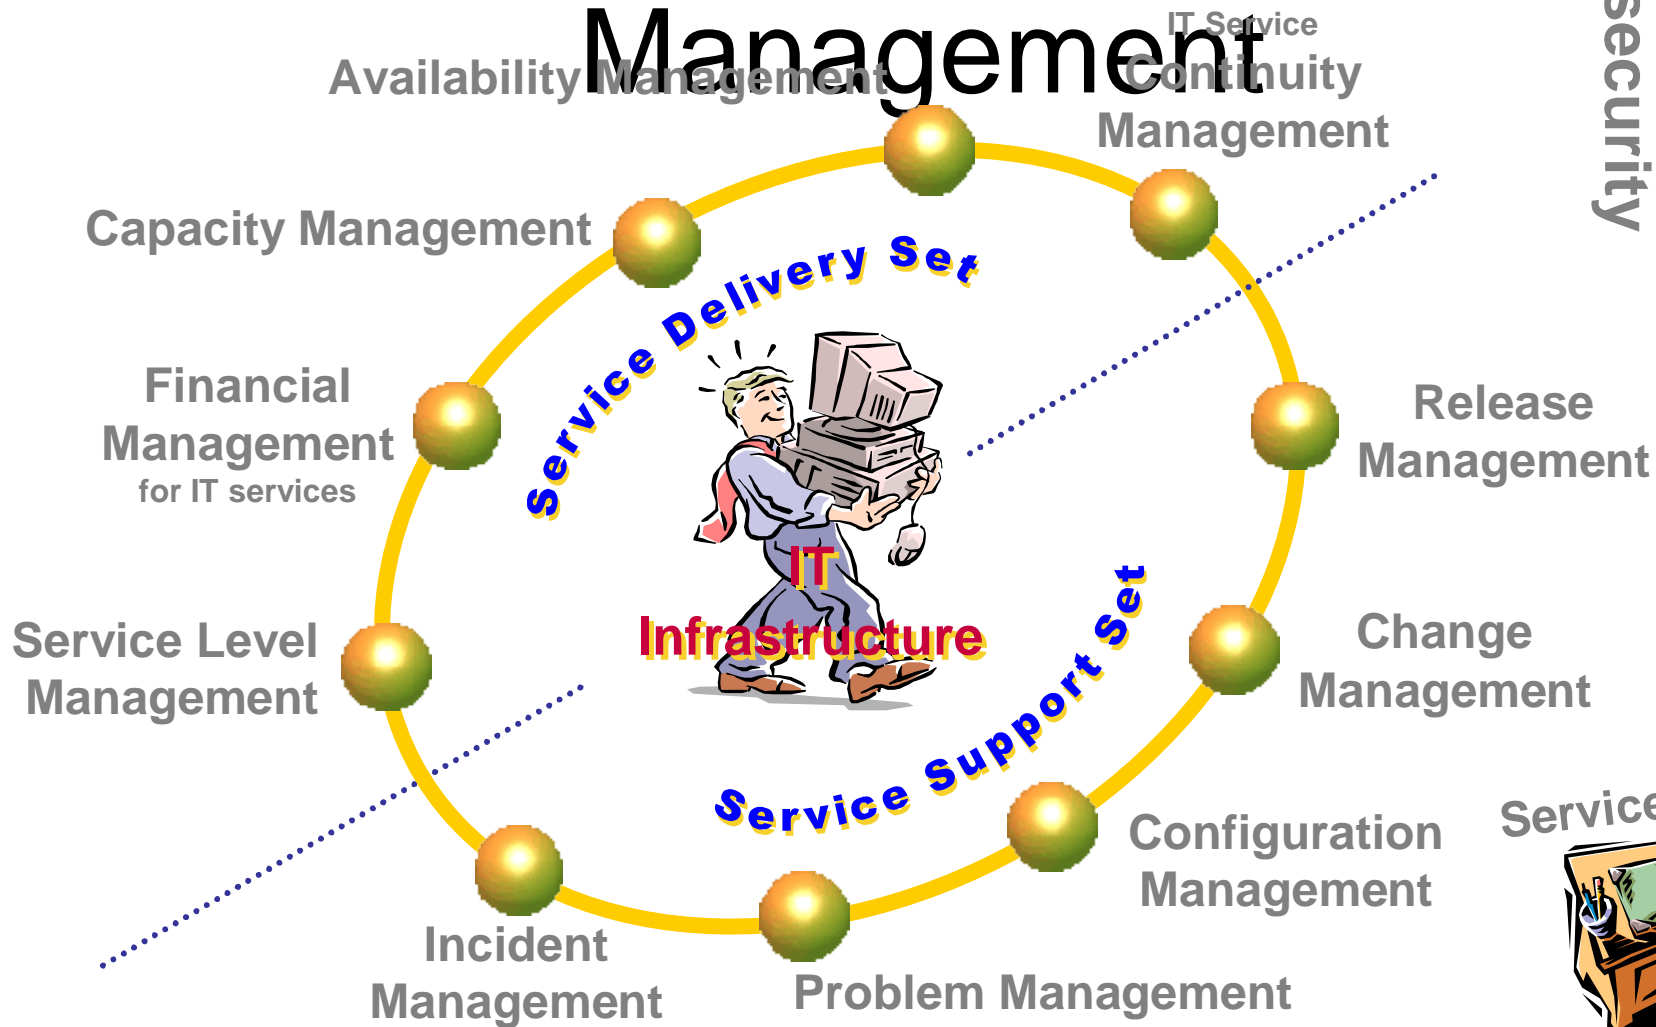 Management
IT Service
Continuity
Management
Availability Management
security
Capacity Management
Service Delivery Set
Financial
Management
for IT services
Release
Management
IT
Infrastructure
Service Level
Management
Service Support Set
Change
Management
Configuration
Management
Service
Incident
Management
Problem Management